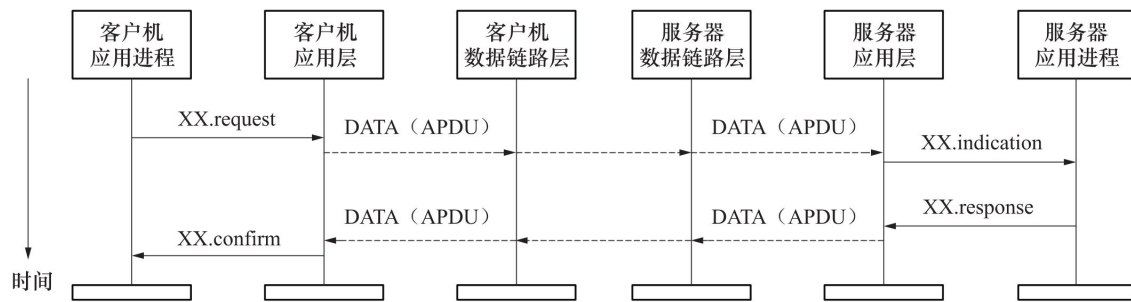 客户机
应用进程
客户机
应用层
客户机
数据链路层
服务器
数据链路层
服务器
应用层
服务器
应用进程
XX.request
DATA（APDU）
DATA（APDU）
XX.indication
XX.response
DATA（APDU）
DATA（APDU）
XX.confirm
时间